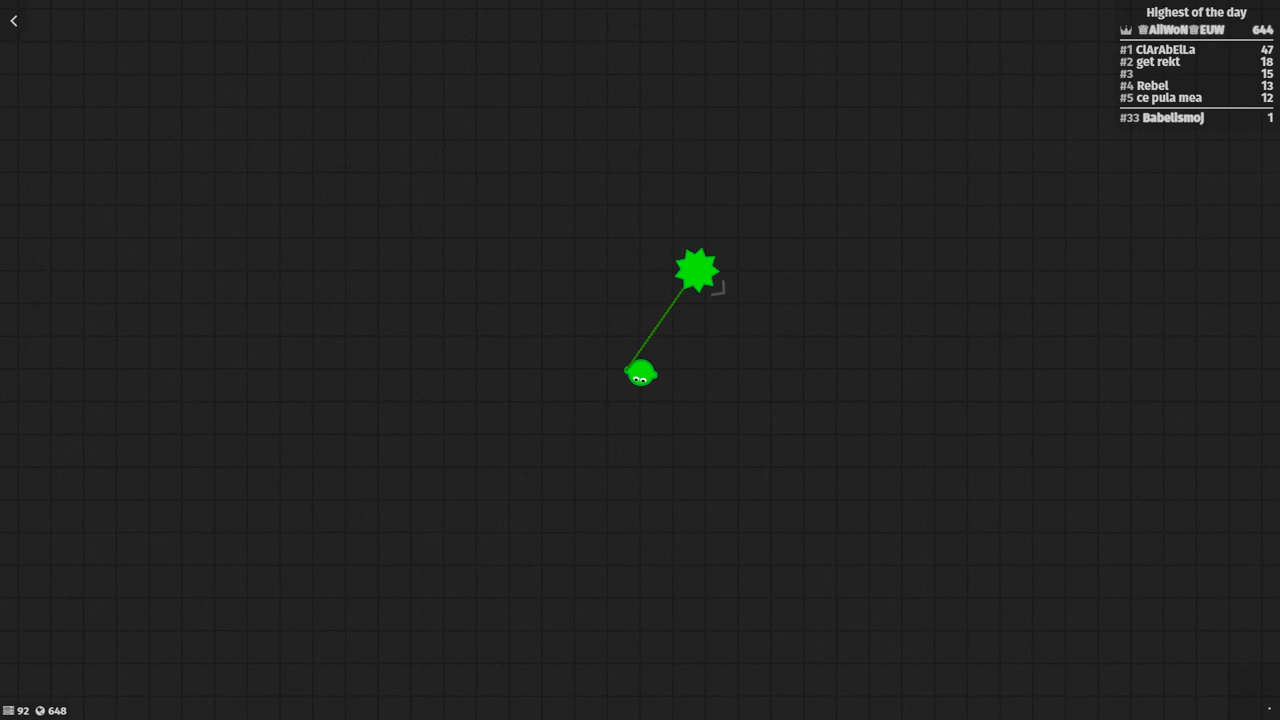 Highest of the day
♕AllWoN♕EUW 644
#1 ClArAbElLa 47
#2 get rekt 18
#3 15
#4 Rebel 13
#5 ce pula mea 12
#33 Babelismoj 1
92 648